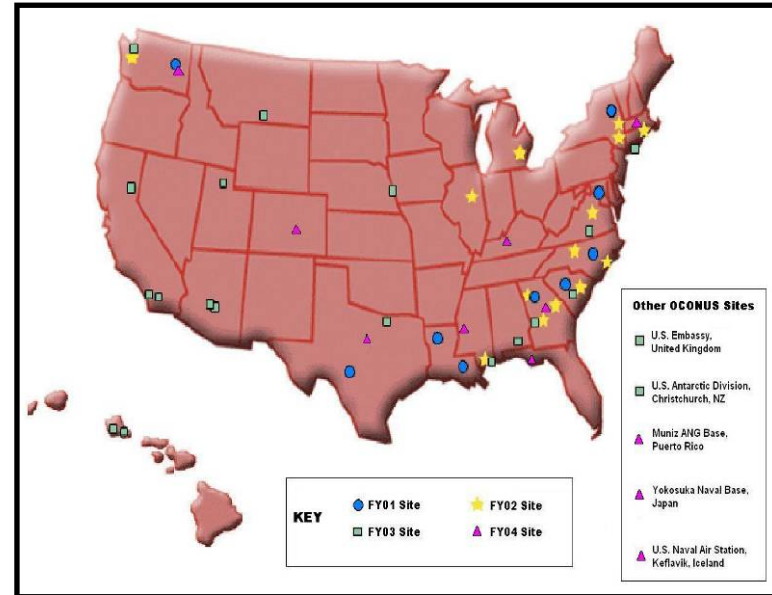 Other OCONUS Sites
U.S. Embassy,
United Kingdom
U.S. Antarctic Division,
Christchurch, NZ
Muniz ANG Base,
Puerto Rico
Yokosuka Naval Base,
Japan
U.S. Naval Air Station,
Keflavik, Iceland
KEY
FY01 Site
FY02 Site
FY03 Site
FY04 Site